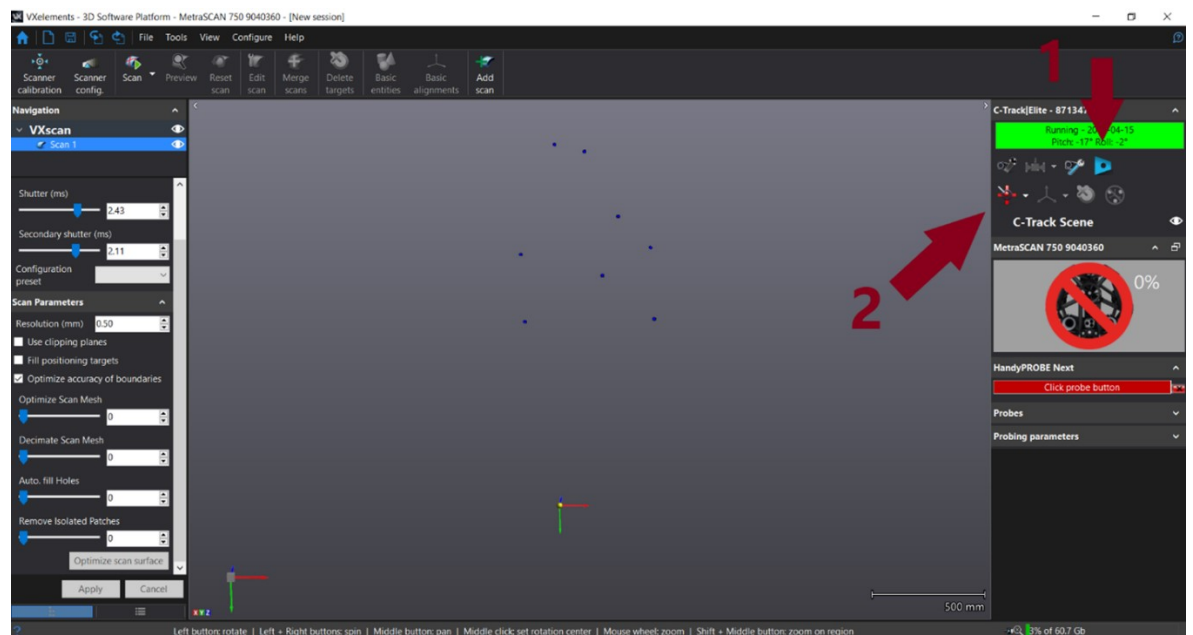 VXelements - 3D Software Platform - MetraSCAN 750 9040360 - [New session]
File Tools View Configure Help
Scanner calibration
Scanner config.
Scan
Preview
Reset scan
Edit scan
Merge scans
Delete targets
Basic entities
Basic alignments
Add scan
1
Navigation
VXscan
Scan 1
Shutter (ms)
2.43
Secondary shutter (ms)
2.11
Configuration preset
Scan Parameters
Resolution (mm) 0.50
Use clipping planes
Fill positioning targets
Optimize accuracy of boundaries
Optimize Scan Mesh
0
Decimate Scan Mesh
0
Auto. fill Holes
0
Remove Isolated Patches
0
Optimize scan surface
Apply Cancel
X Y Z
2
500 mm
C-Track|Elite - 87134
Running - 04-15
Pitch: -17° Roll: -2°
C-Track Scene
MetraSCAN 750 9040360
0%
HandyPROBE Next
Click probe button
Probes
Probing parameters
Left button: rotate | Left + Right buttons: spin | Middle button: pan | Middle click: set rotation center | Mouse wheel: zoom | Shift + Middle button: zoom on region
3% of 60.7 Gb